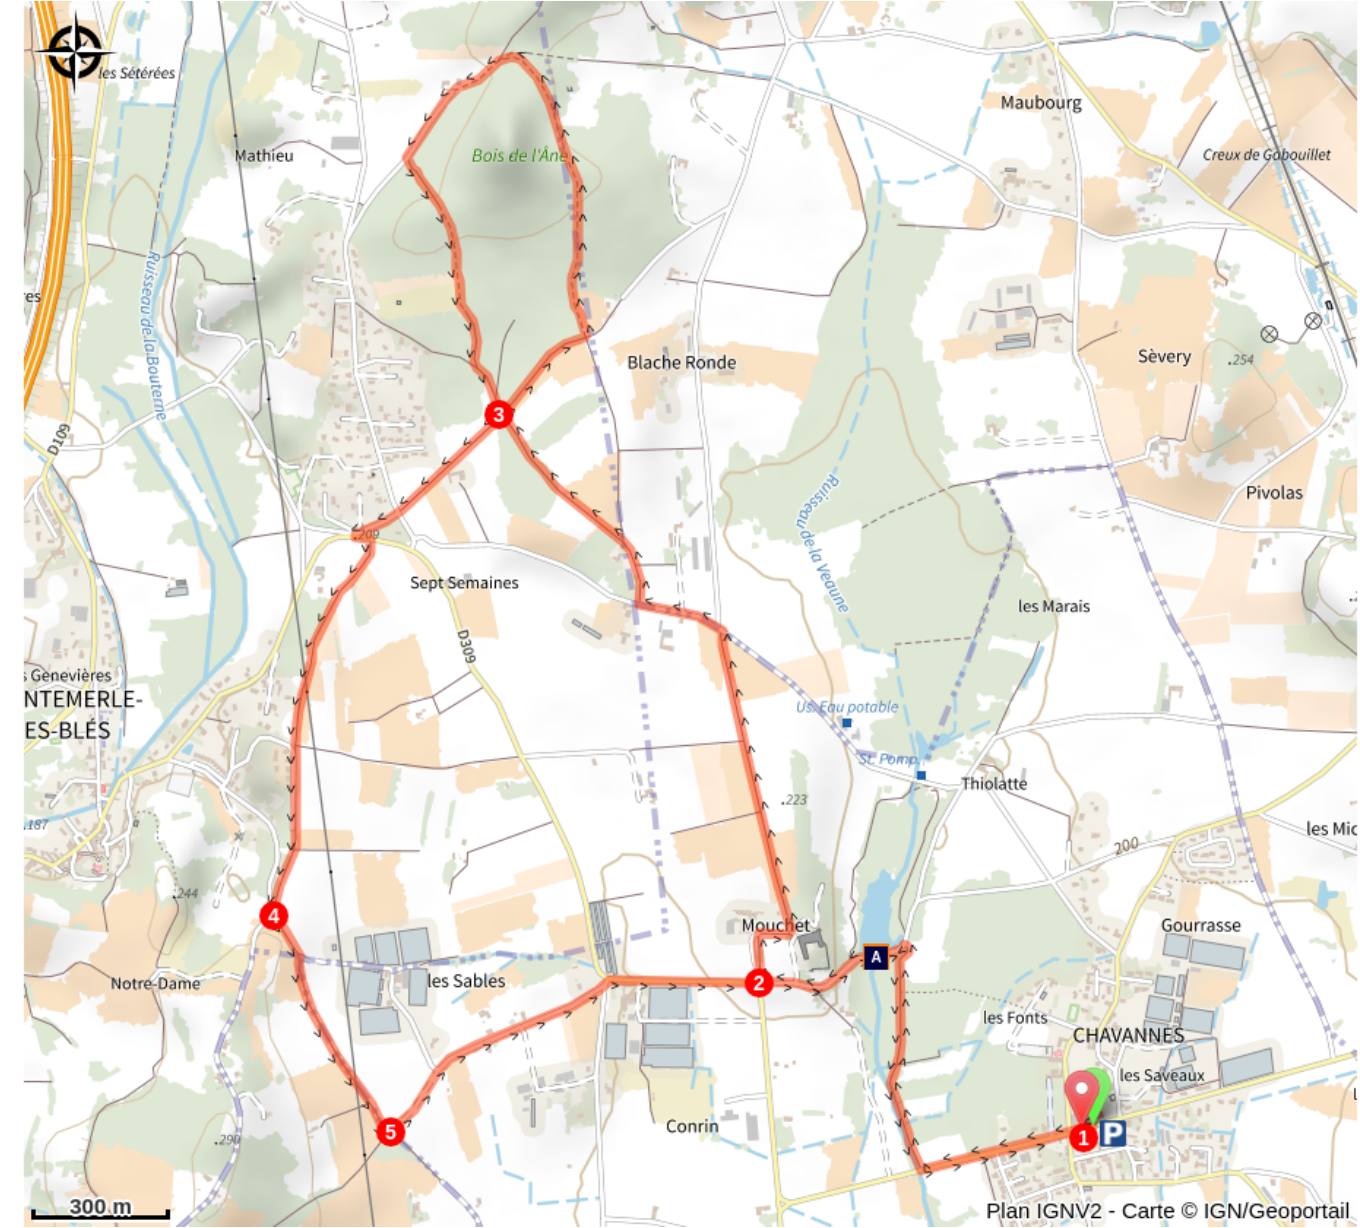 les Sétérées
Maubourg
Mathieu
Bois de l'Âne
Creux de Gabouillet
Ruisseau de la Bouterne
Blache Ronde
Sèvery
.254
D109
3
Pivolas
Ruisseau de la Veaune
.209
Sept Semaines
les Marais
D309
s Genevières
NTEMERLE-
ES-BLÉS
Us. Eau potable
St. Pomp.
Thiolatte
.223
.187
les Mic
200
.244
4
Mouchet
Gourrasse
A
Notre-Dame
les Sables
2
les Fonts
CHAVANNES
les Saveaux
Conrin
5
1
P
.290
300 m
Plan IGNV2 - Carte © IGN/Geoportail